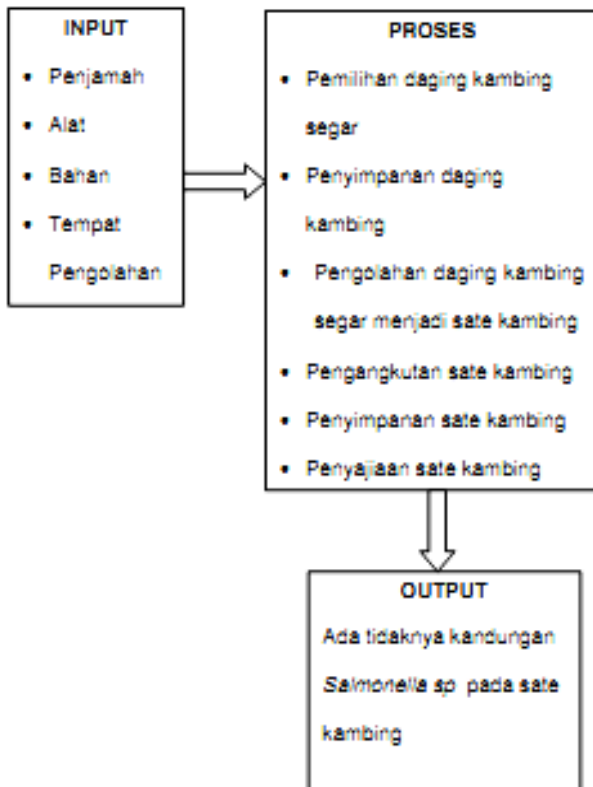 INPUT
• Penjamah
• Alat
• Bahan
• Tempat
Pengolahan
PROSES
• Pemilihan daging kambing
segar
• Penyimpanan daging
kambing
• Pengolahan daging kambing
segar menjadi sate kambing
• Pengangkutan sate kambing
• Penyimpanan sate kambing
• Penyajiaan sate kambing
OUTPUT
Ada tidaknya kandungan
Salmonella sp pada sate
kambing